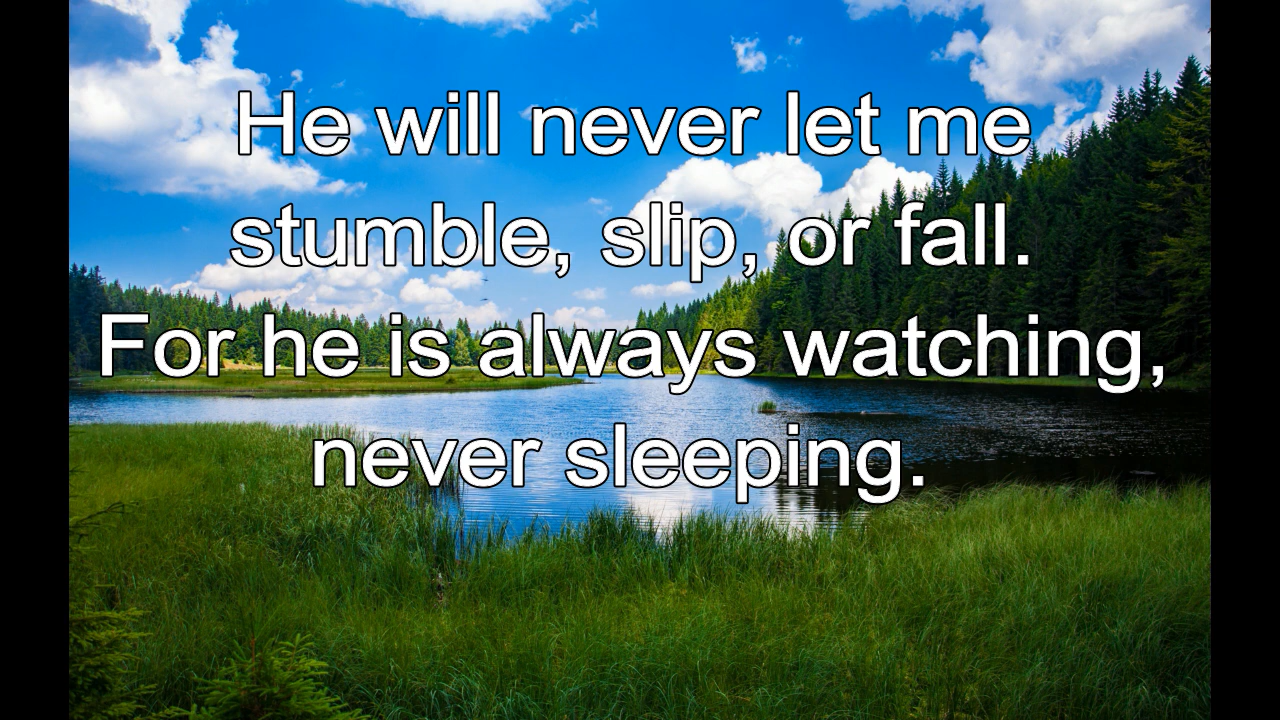 He will never let me
stumble, slip, or fall.
For he is always watching,
never sleeping.